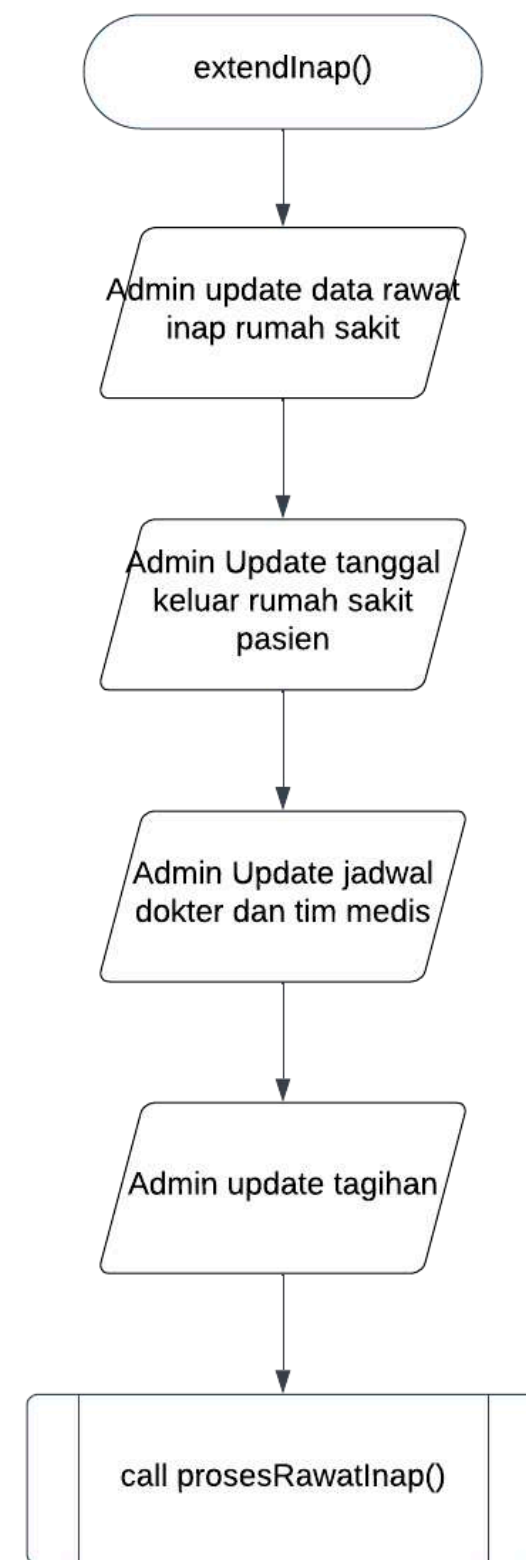 extendInap()
Admin update data rawat
inap rumah sakit
Admin Update tanggal
keluar rumah sakit
pasien
Admin Update jadwal
dokter dan tim medis
Admin update tagihan
call prosesRawatInap()